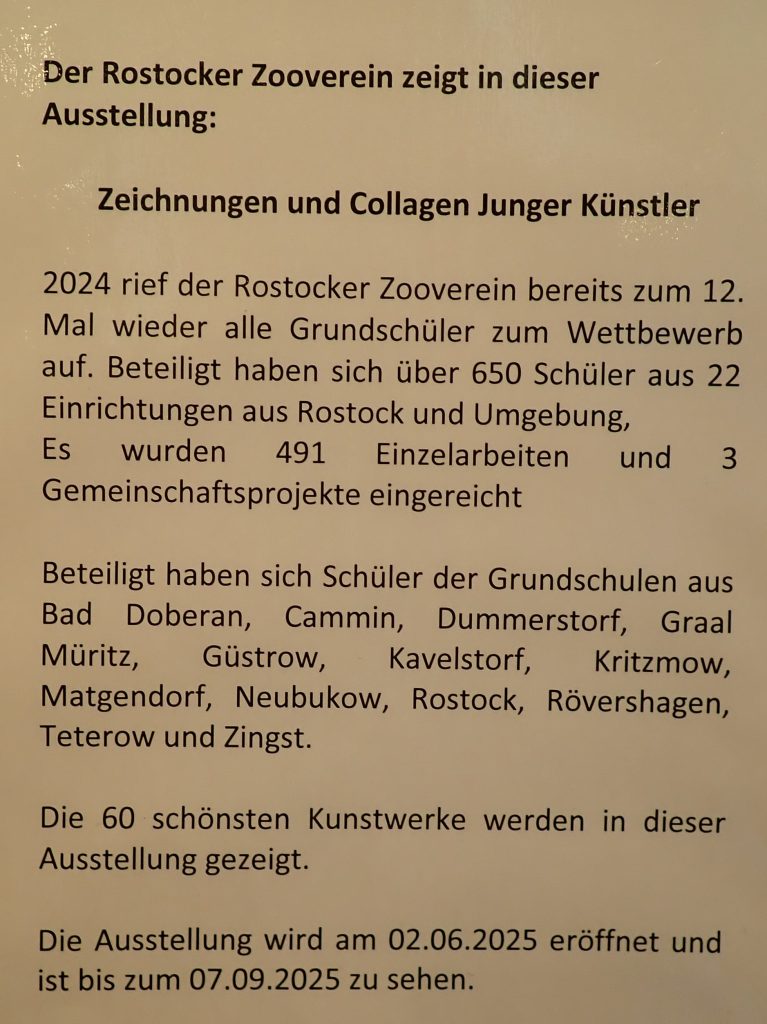 Der Rostocker Zooverein zeigt in dieser
Ausstellung:
Zeichnungen und Collagen Junger Künstler
2024 rief der Rostocker Zooverein bereits zum 12.
Mal wieder alle Grundschüler zum Wettbewerb
auf. Beteiligt haben sich über 650 Schüler aus 22
Einrichtungen aus Rostock und Umgebung,
Es wurden 491 Einzelarbeiten und 3
Gemeinschaftsprojekte eingereicht
Beteiligt haben sich Schüler der Grundschulen aus
Bad Doberan, Cammin, Dummerstorf, Graal
Müritz, Güstrow, Kavelstorf, Kritzmow,
Matgendorf, Neubukow, Rostock, Rövershagen,
Teterow und Zingst.
Die 60 schönsten Kunstwerke werden in dieser
Ausstellung gezeigt.
Die Ausstellung wird am 02.06.2025 eröffnet und
ist bis zum 07.09.2025 zu sehen.